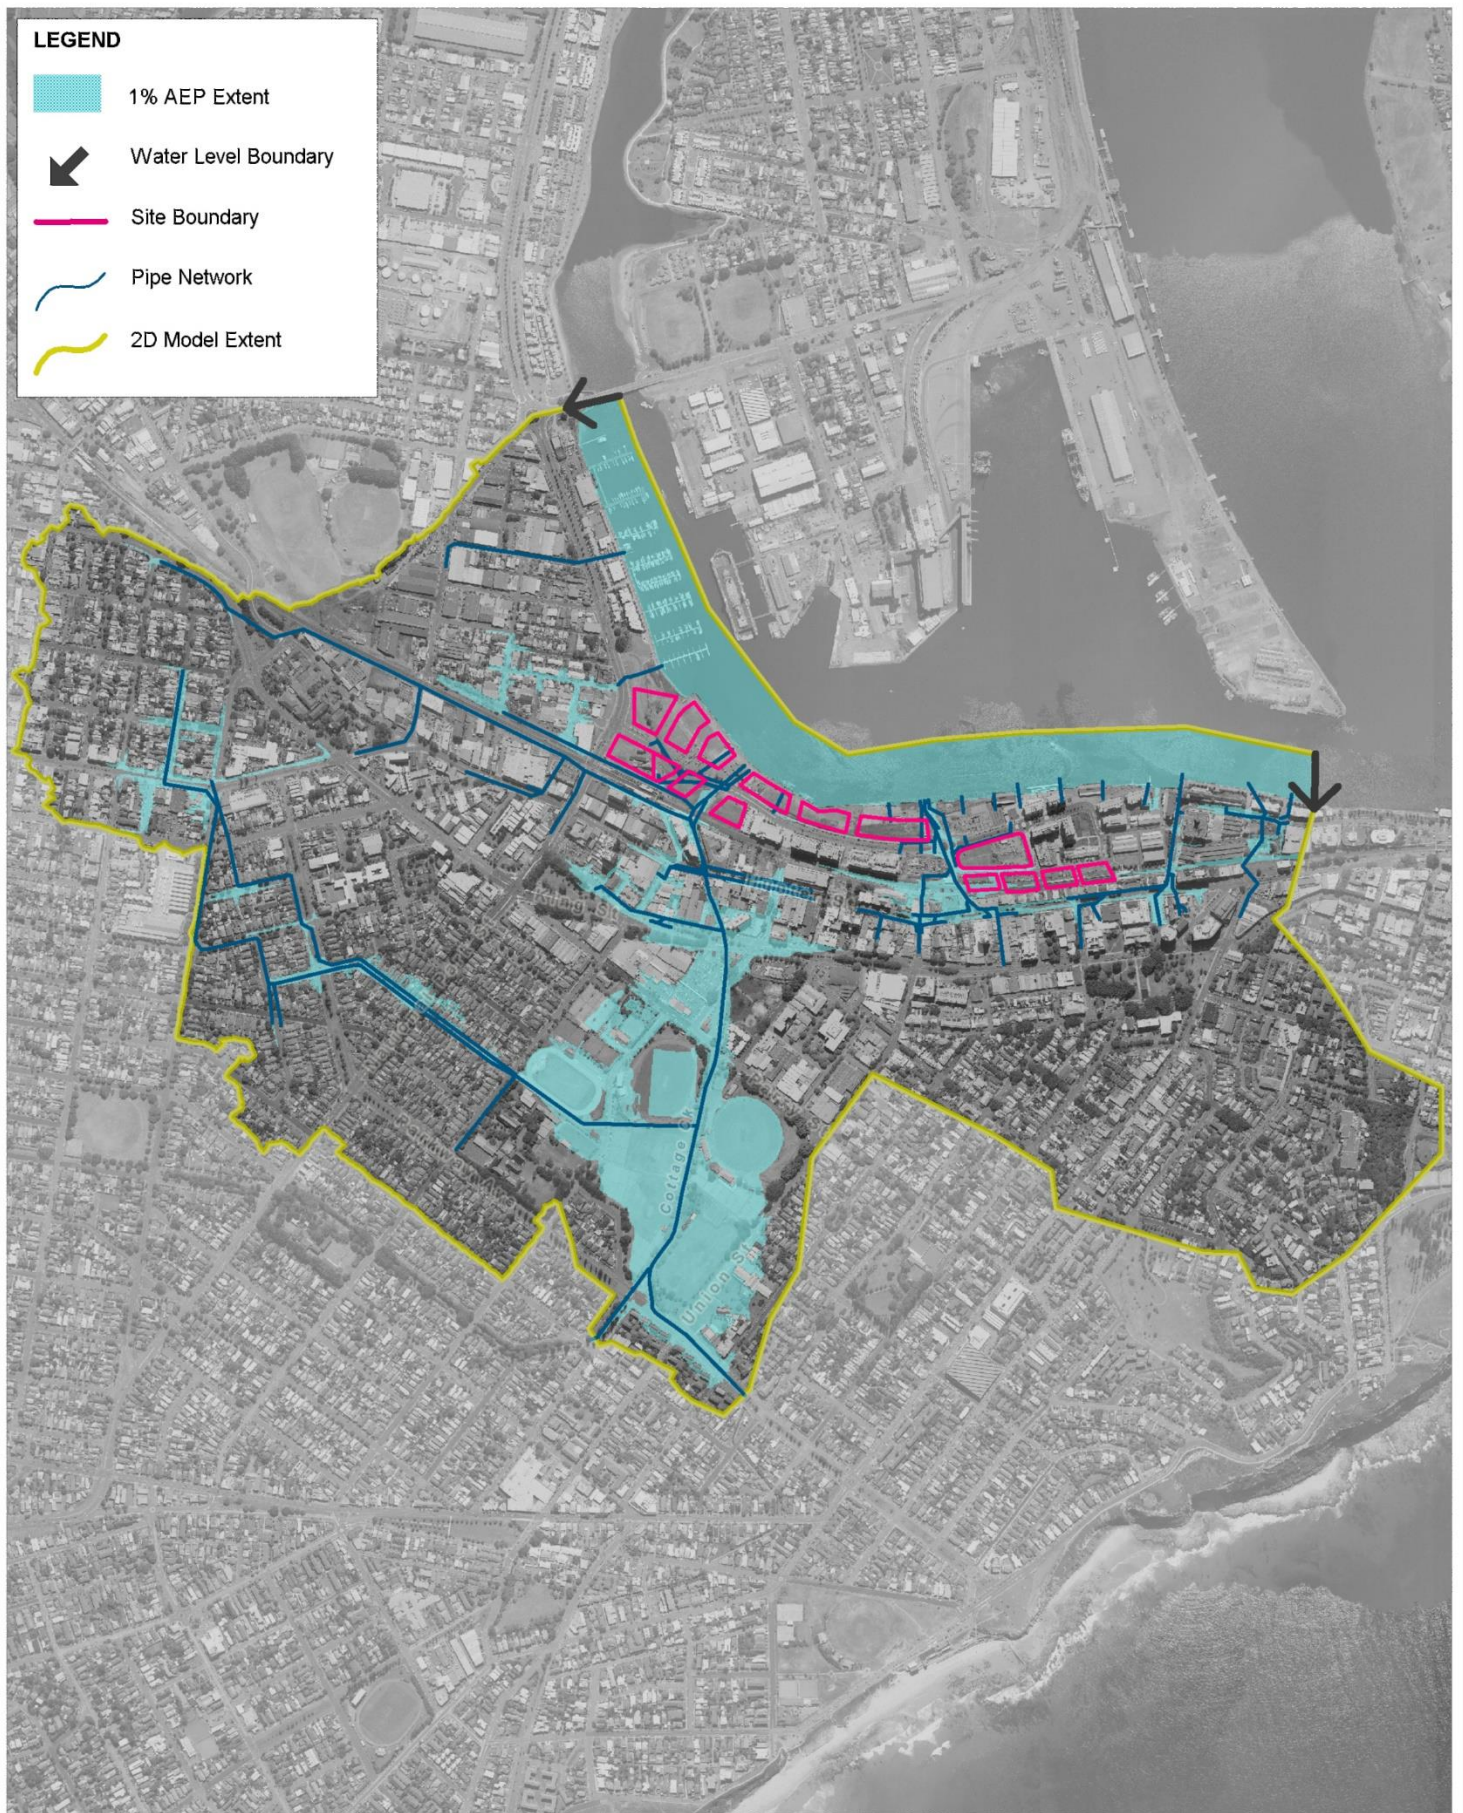 LEGEND
1% AEP Extent
Water Level Boundary
Site Boundary
Pipe Network
2D Model Extent
Cottage Ck
Union St